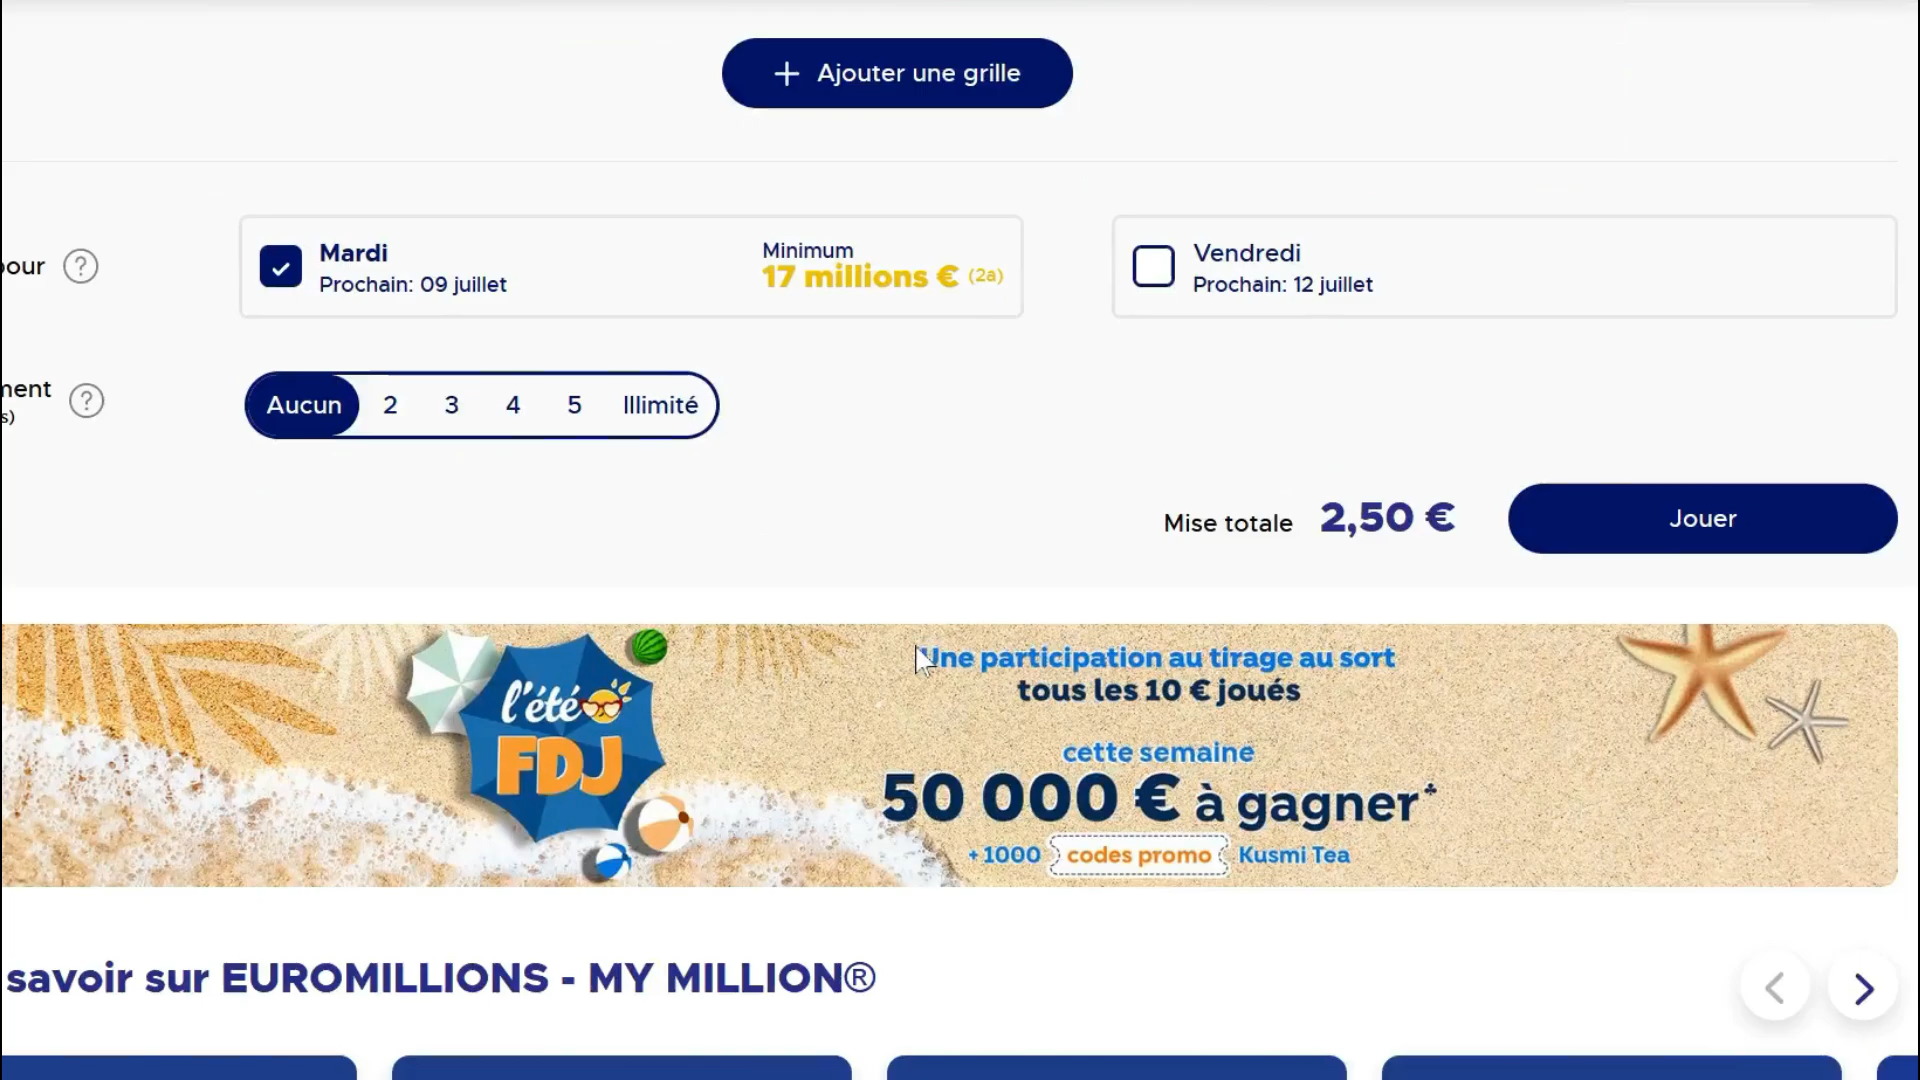 Ajouter une grille
pour ?
Mardi
Prochain: 09 juillet
Minimum
17 millions € (2a)
Vendredi
Prochain: 12 juillet
?
Aucun 2 3 4 5 Illimité
Mise totale 2,50 €
Jouer
l'été
FDJ
Une participation au tirage au sort
tous les 10 € joués
cette semaine
50 000 € à gagner*
+1000 codes promo Kusmi Tea
savoir sur EUROMILLIONS - MY MILLION®